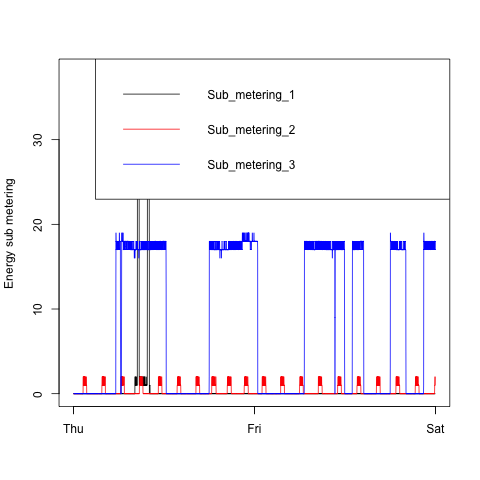 Sub_metering_1
Sub_metering_2
Sub_metering_3
Energy sub metering
30
20
10
0
Thu Fri Sat